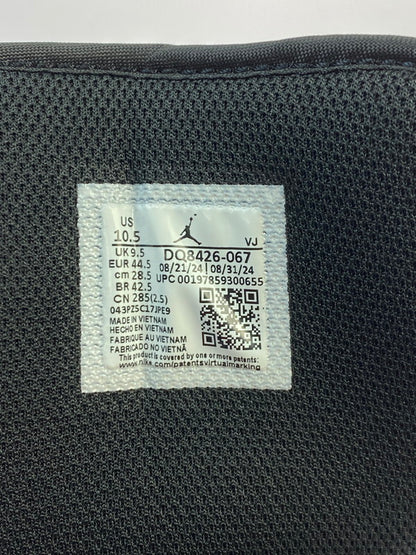 US
10.5 VJ
UK 9.5 DQ8426-067
EUR 44.5 08/21/24 | 08/31/24
cm 28.5 UPC 00197859300655
BR 42.5
CN 285(2.5)
043PZ5C17JPE9
MADE IN VIETNAM
HECHO EN VIETNAM
FABRIQUE AU VIETNAM
FABRICADO NO VIETNÃ
This product is covered by one or more patents:
www.nike.com/patentsvirtualmarking